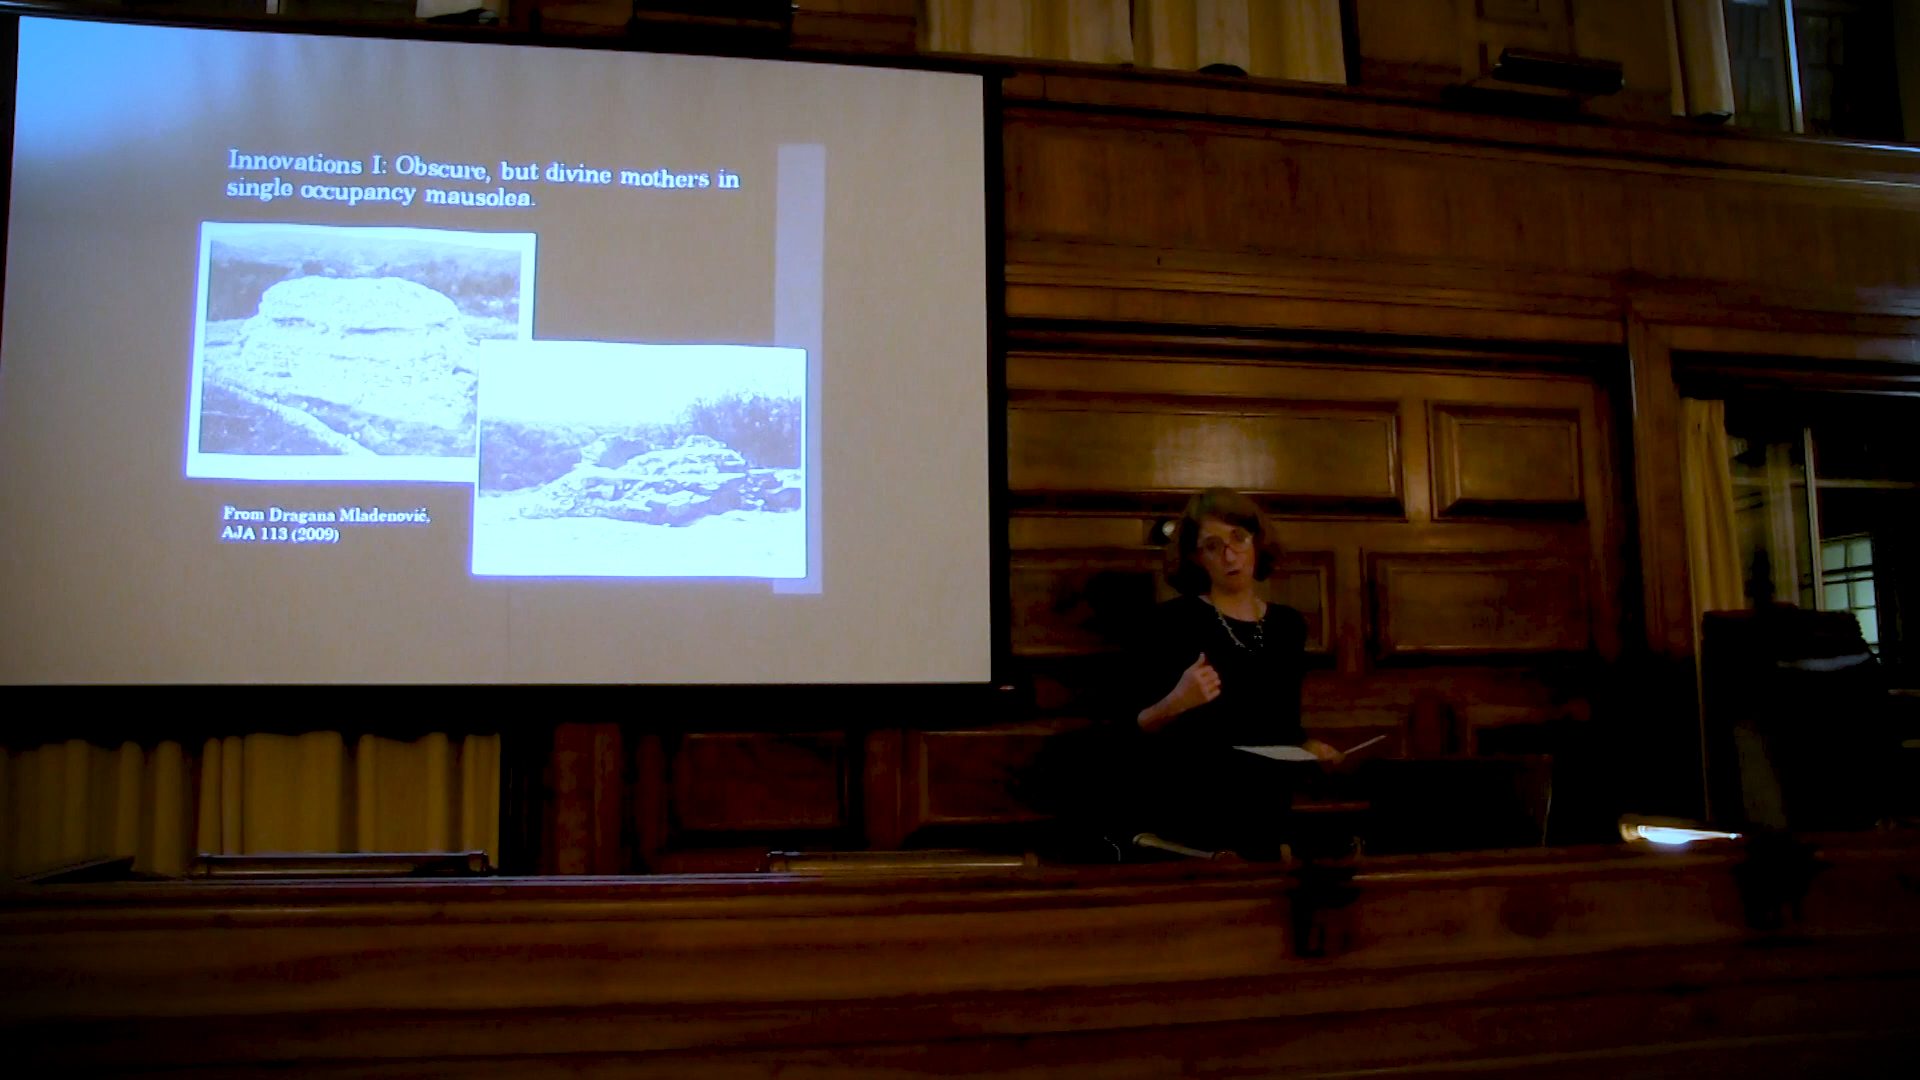 Innovations I: Obscure, but divine mothers in
single occupancy mausolea.
From Dragana Mladenović,
AJA 113 (2009)